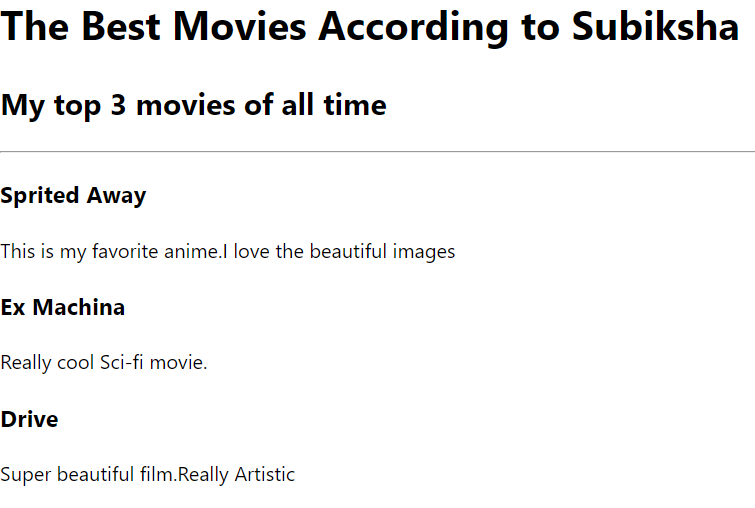 The Best Movies According to Subiksha
My top 3 movies of all time
Sprited Away
This is my favorite anime.I love the beautiful images
Ex Machina
Really cool Sci-fi movie.
Drive
Super beautiful film.Really Artistic